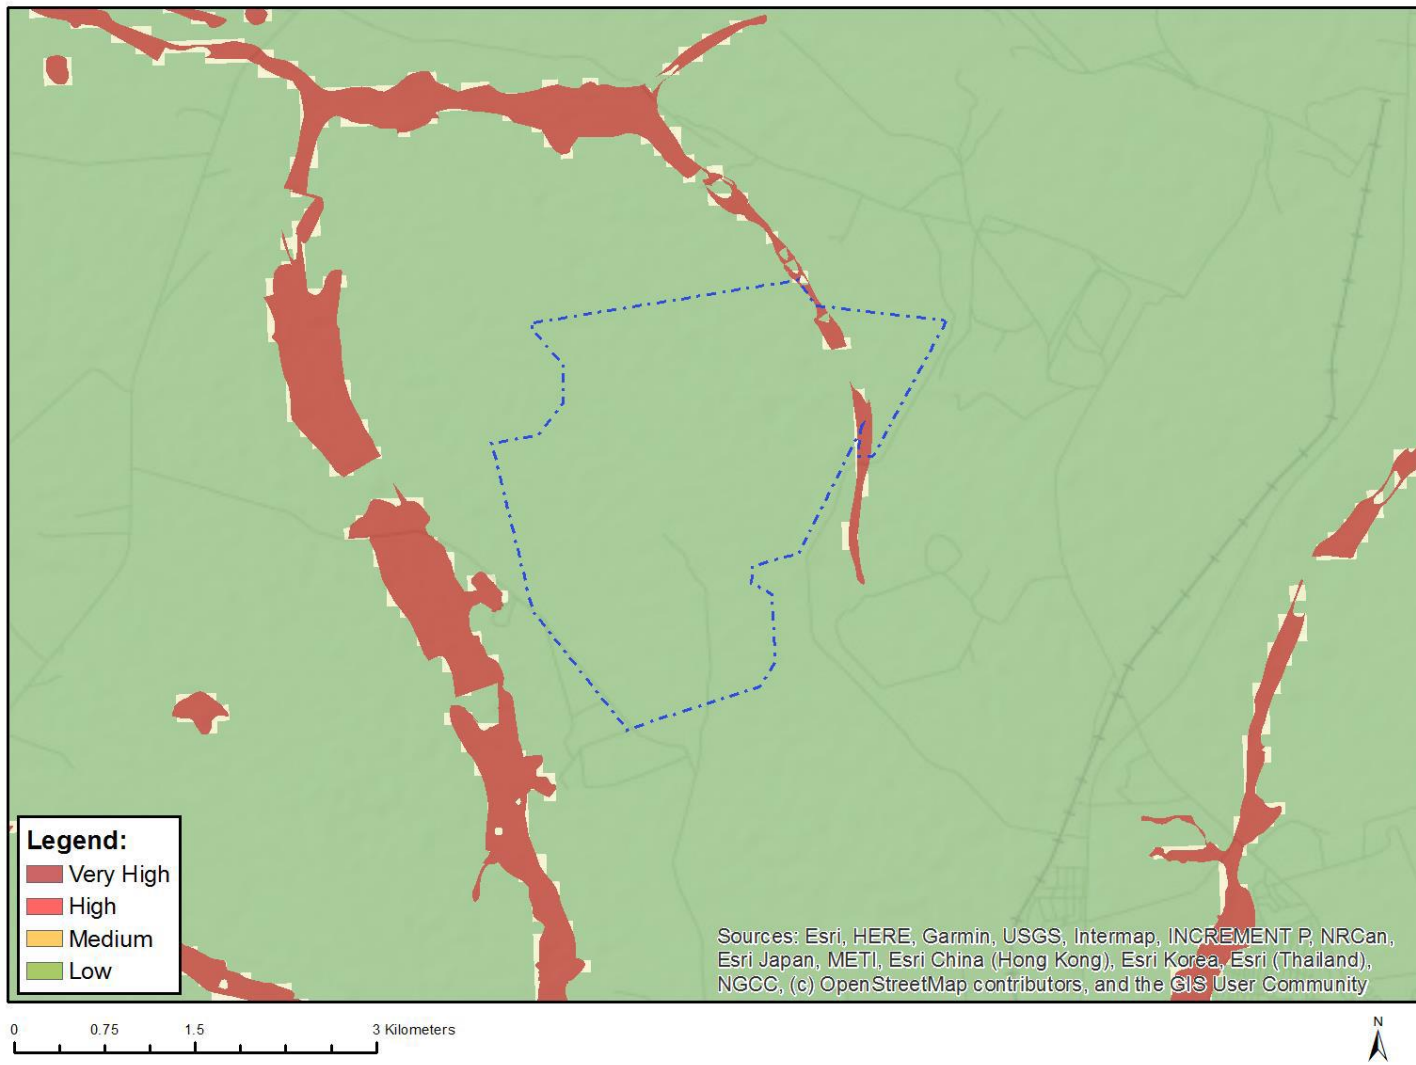 Legend:
Very High
High
Medium
Low
Sources: Esri, HERE, Garmin, USGS, Intermap, INCREMENT P, NRCan,
Esri Japan, METI, Esri China (Hong Kong), Esri Korea, Esri (Thailand),
NGCC, (c) OpenStreetMap contributors, and the GIS User Community
0 0.75 1.5 3 Kilometers
N